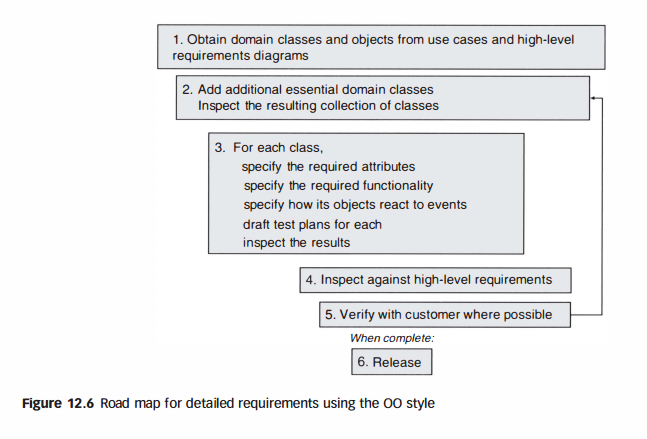 1. Obtain domain classes and objects from use cases and high-level
requirements diagrams
2. Add additional essential domain classes
Inspect the resulting collection of classes
3. For each class,
specify the required attributes
specify the required functionality
specify how its objects react to events
draft test plans for each
inspect the results
4. Inspect against high-level requirements
5. Verify with customer where possible
When complete:
6. Release
Figure 12.6 Road map for detailed requirements using the OO style